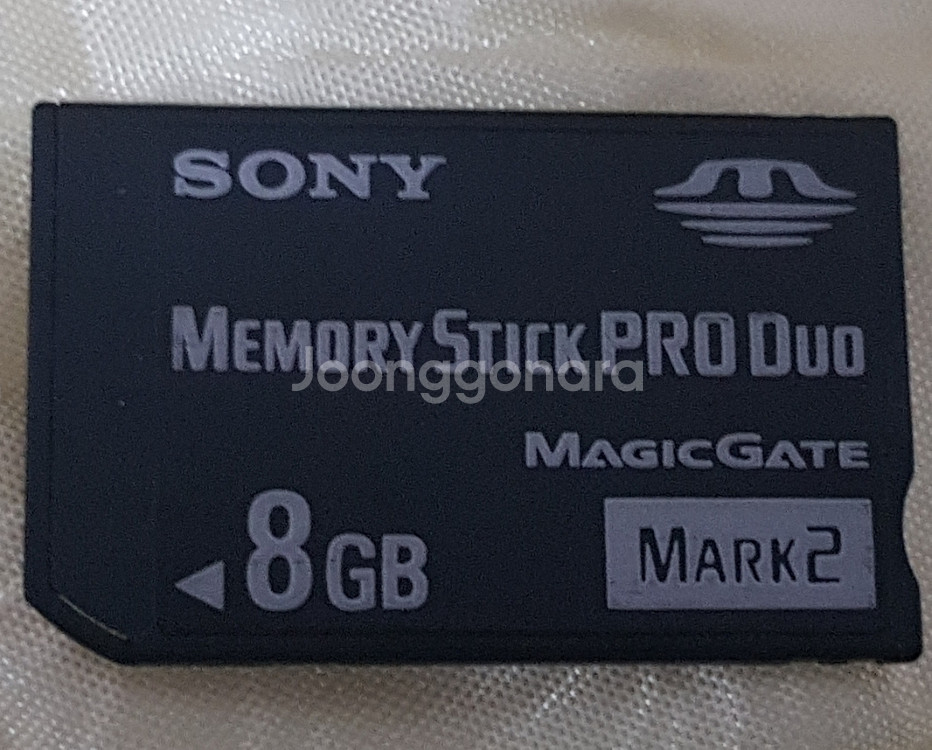 SONY
MEMORY STICK PRO DUO
Joonggonara
MAGICGATE
8GB
MARK2